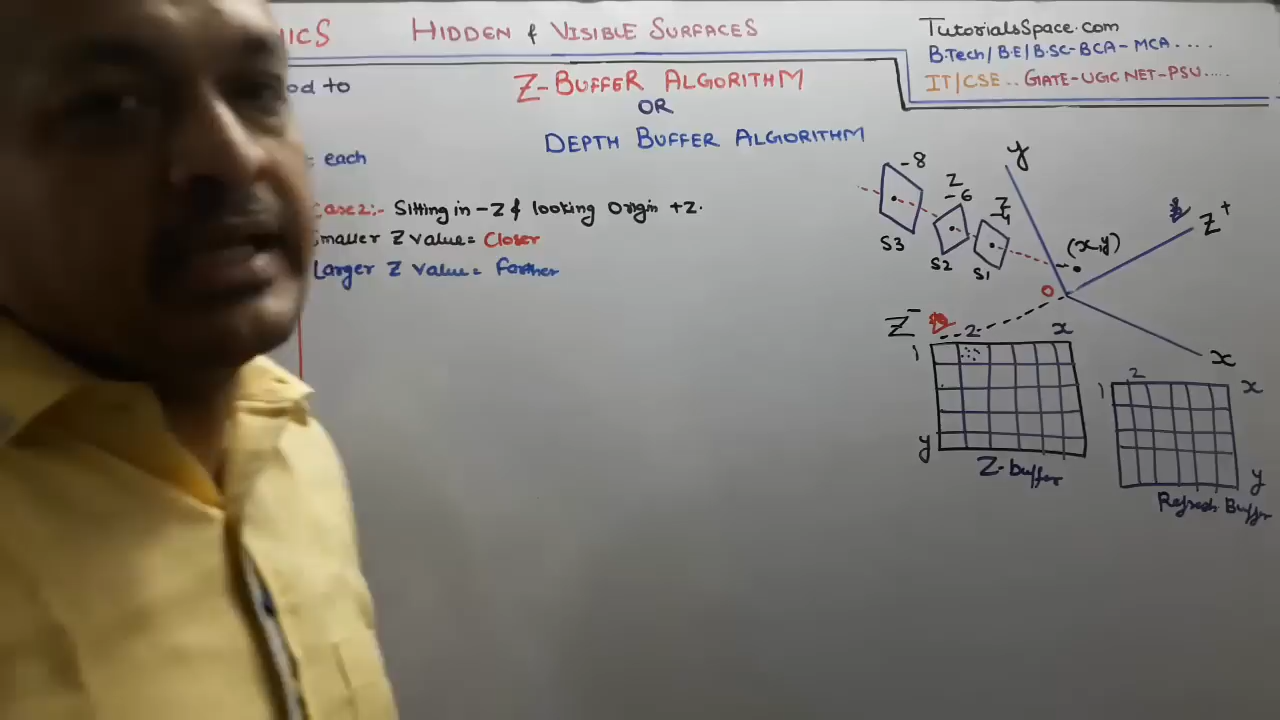 HIDDEN & VISIBLE SURFACES
TutorialsSpace.com
B.Tech/B.E/B.SC-BCA-MCA....
IT/CSE.. GATE-UGC NET-PSU.....
od to
Z-BUFFER ALGORITHM
OR
DEPTH BUFFER ALGORITHM
each
Case2:- Sitting in -Z & looking Origin +Z.
Smaller Z value = Closer
Larger Z value = farther
y
-8
Z
-6
Z
-4
Z+
(x,y)
S3
S2
S1
O
Z-
2
x
1
x
2
1
x
y
Z-buffer
y
Refresh Buffer